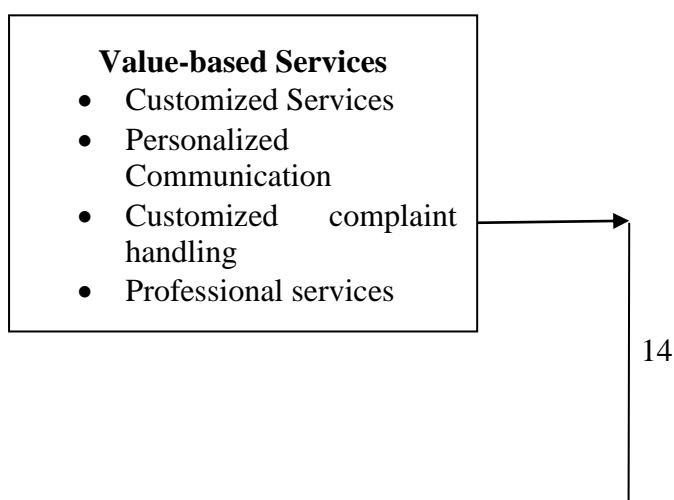 Value-based Services
• Customized Services
• Personalized
Communication
• Customized complaint
handling
• Professional services
14